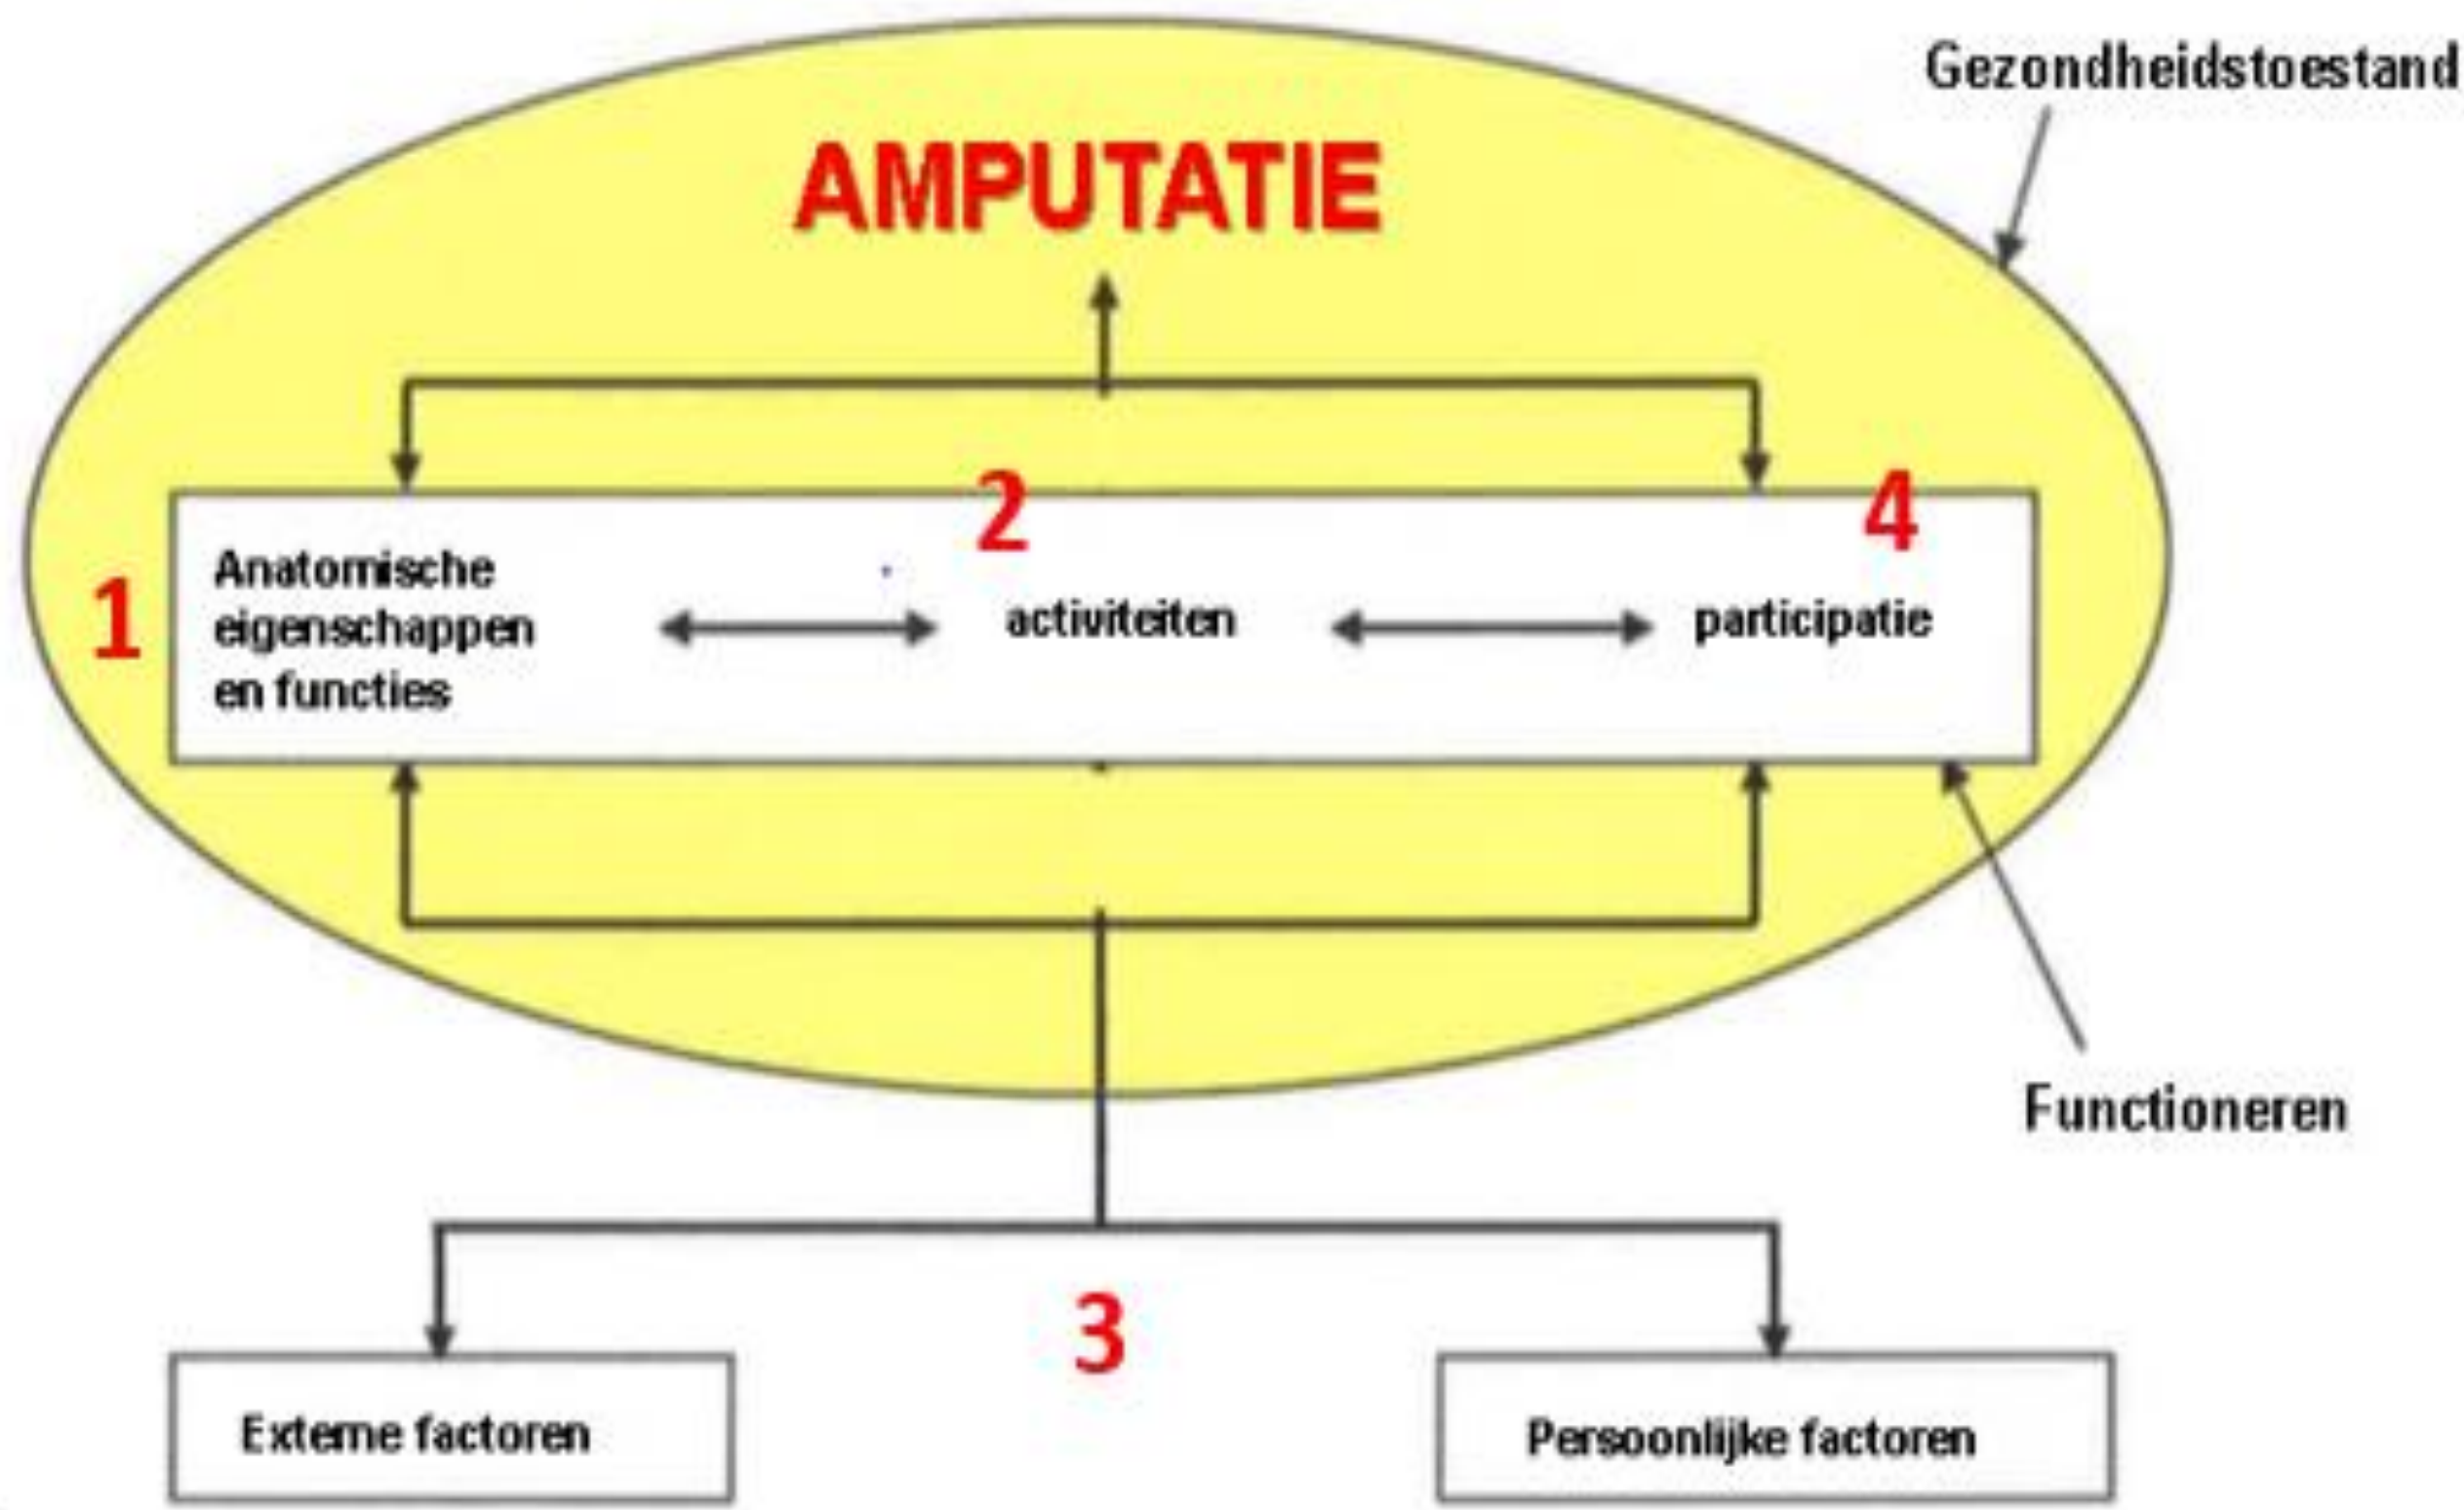 Gezondheidstoestand
AMPUTATIE
2
4
1
Anatomische
eigenschappen
en functies
activiteiten
participatie
Functioneren
3
Externe factoren
Persoonlijke factoren